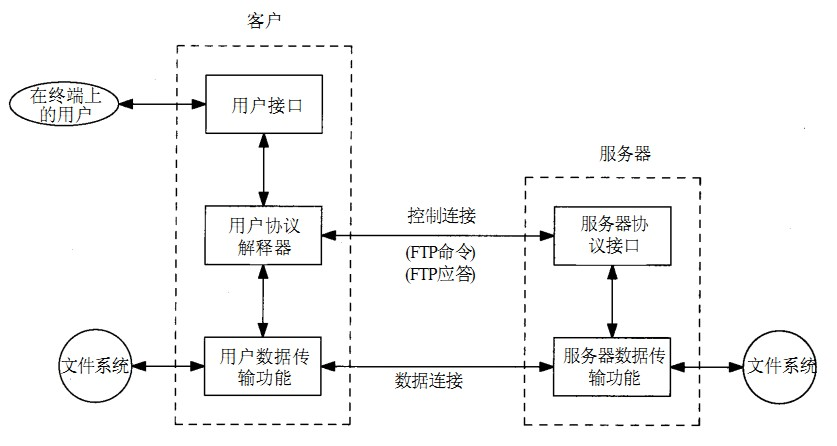 客户
在终端上
的用户
用户接口
服务器
用户协议
解释器
控制连接
(FTP命令)
(FTP应答)
服务器协
议接口
文件系统
用户数据传
输功能
数据连接
服务器数据传
输功能
文件系统